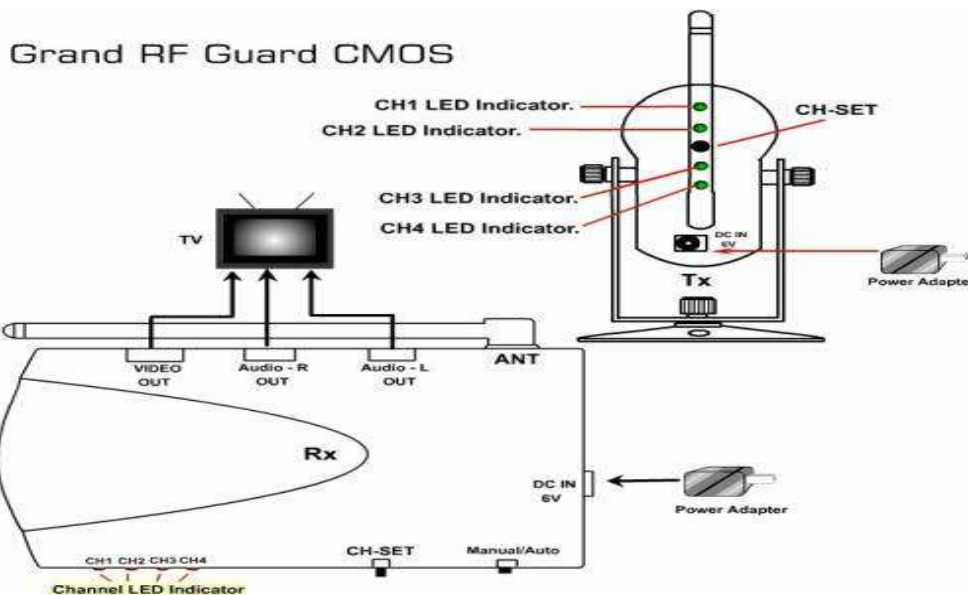 Grand RF Guard CMOS
CH1 LED Indicator.
CH2 LED Indicator.
CH-SET
CH3 LED Indicator.
CH4 LED Indicator.
TV
DC IN
6V
Tx
Power Adapte
ANT
VIDEO
OUT
Audio - R
OUT
Audio - L
OUT
Rx
DC IN
6V
Power Adapter
CH1 CH2 CH3 CH4
CH-SET
Manual/Auto
Channel LED Indicator